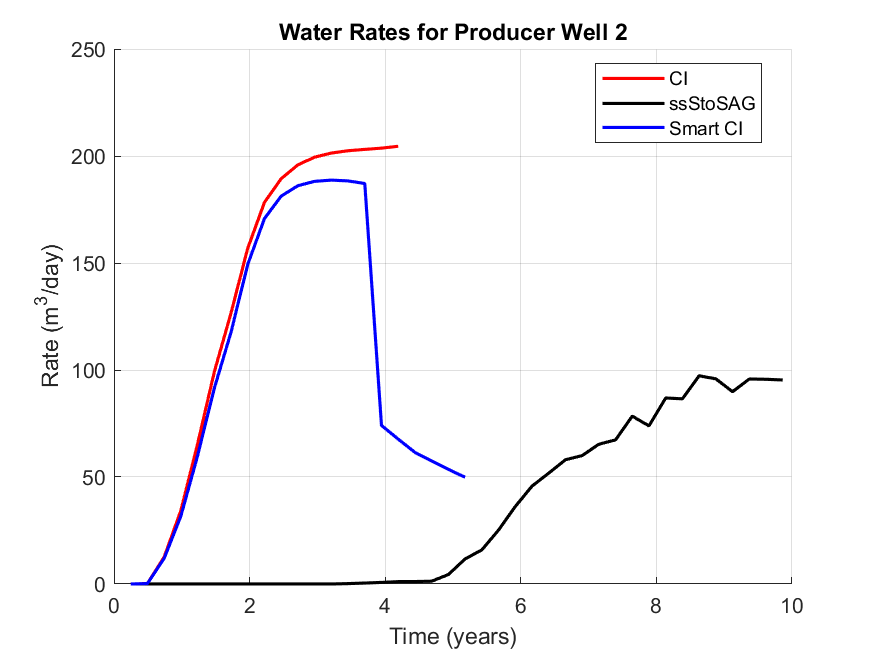 Water Rates for Producer Well 2
250
200
150
100
50
0
Rate (m³/day)
CI
ssStoSAG
Smart CI
0 2 4 6 8 10
Time (years)